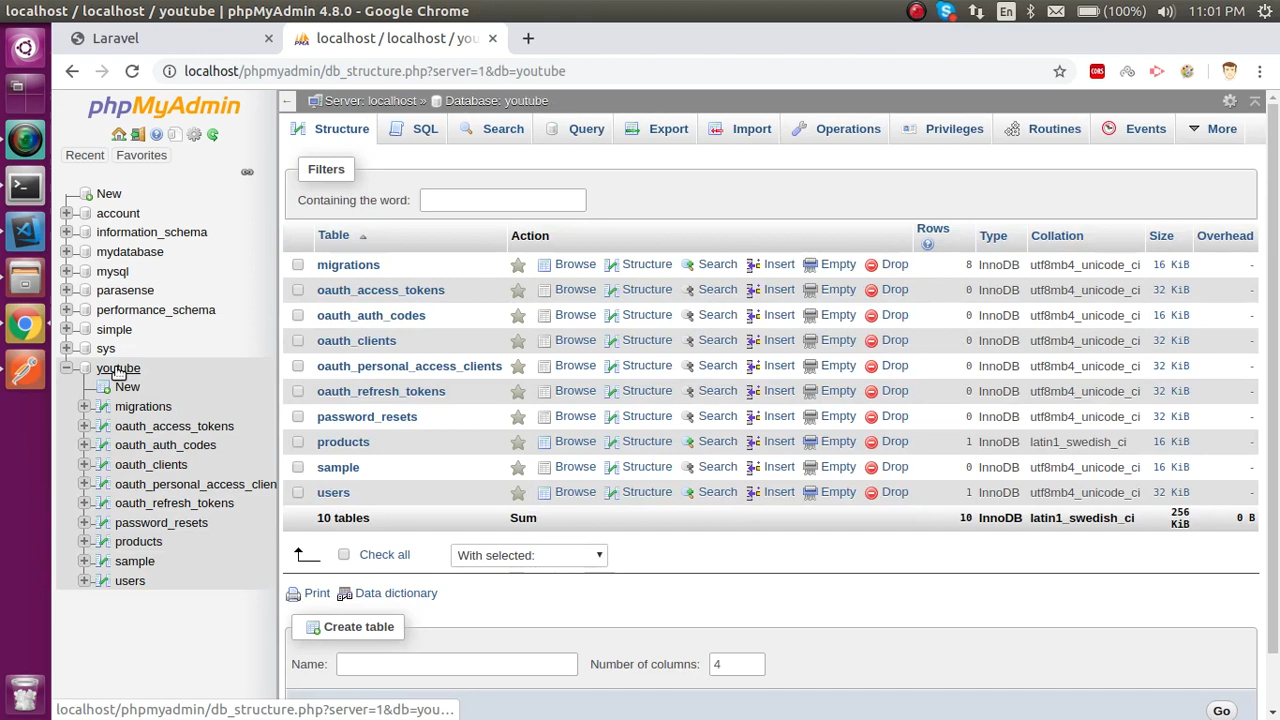 localhost / localhost / youtube | phpMyAdmin 4.8.0 - Google Chrome
En (100%) 11:01 PM
Laravel
localhost / localhost / you
localhost/phpmyadmin/db_structure.php?server=1&db=youtube
CORS
phpMyAdmin
Recent Favorites
New
account
information_schema
mydatabase
mysql
parasense
performance_schema
simple
sys
youtube
New
migrations
oauth_access_tokens
oauth_auth_codes
oauth_clients
oauth_personal_access_clien
oauth_refresh_tokens
password_resets
products
sample
users
Server: localhost » Database: youtube
Structure SQL Search Query Export Import Operations Privileges Routines Events More
Filters
Containing the word:
Table Action Rows Type Collation Size Overhead
migrations Browse Structure Search Insert Empty Drop 8 InnoDB utf8mb4_unicode_ci 16 KiB -
oauth_access_tokens Browse Structure Search Insert Empty Drop 0 InnoDB utf8mb4_unicode_ci 32 KiB -
oauth_auth_codes Browse Structure Search Insert Empty Drop 0 InnoDB utf8mb4_unicode_ci 16 KiB -
oauth_clients Browse Structure Search Insert Empty Drop 0 InnoDB utf8mb4_unicode_ci 32 KiB -
oauth_personal_access_clients Browse Structure Search Insert Empty Drop 0 InnoDB utf8mb4_unicode_ci 32 KiB -
oauth_refresh_tokens Browse Structure Search Insert Empty Drop 0 InnoDB utf8mb4_unicode_ci 32 KiB -
password_resets Browse Structure Search Insert Empty Drop 0 InnoDB utf8mb4_unicode_ci 32 KiB -
products Browse Structure Search Insert Empty Drop 1 InnoDB latin1_swedish_ci 16 KiB -
sample Browse Structure Search Insert Empty Drop 0 InnoDB utf8mb4_unicode_ci 16 KiB -
users Browse Structure Search Insert Empty Drop 1 InnoDB utf8mb4_unicode_ci 32 KiB -
10 tables Sum 10 InnoDB latin1_swedish_ci 256 KiB 0 B
Check all With selected:
Print Data dictionary
Create table
Name: Number of columns: 4
Go
localhost/phpmyadmin/db_structure.php?server=1&db=you...